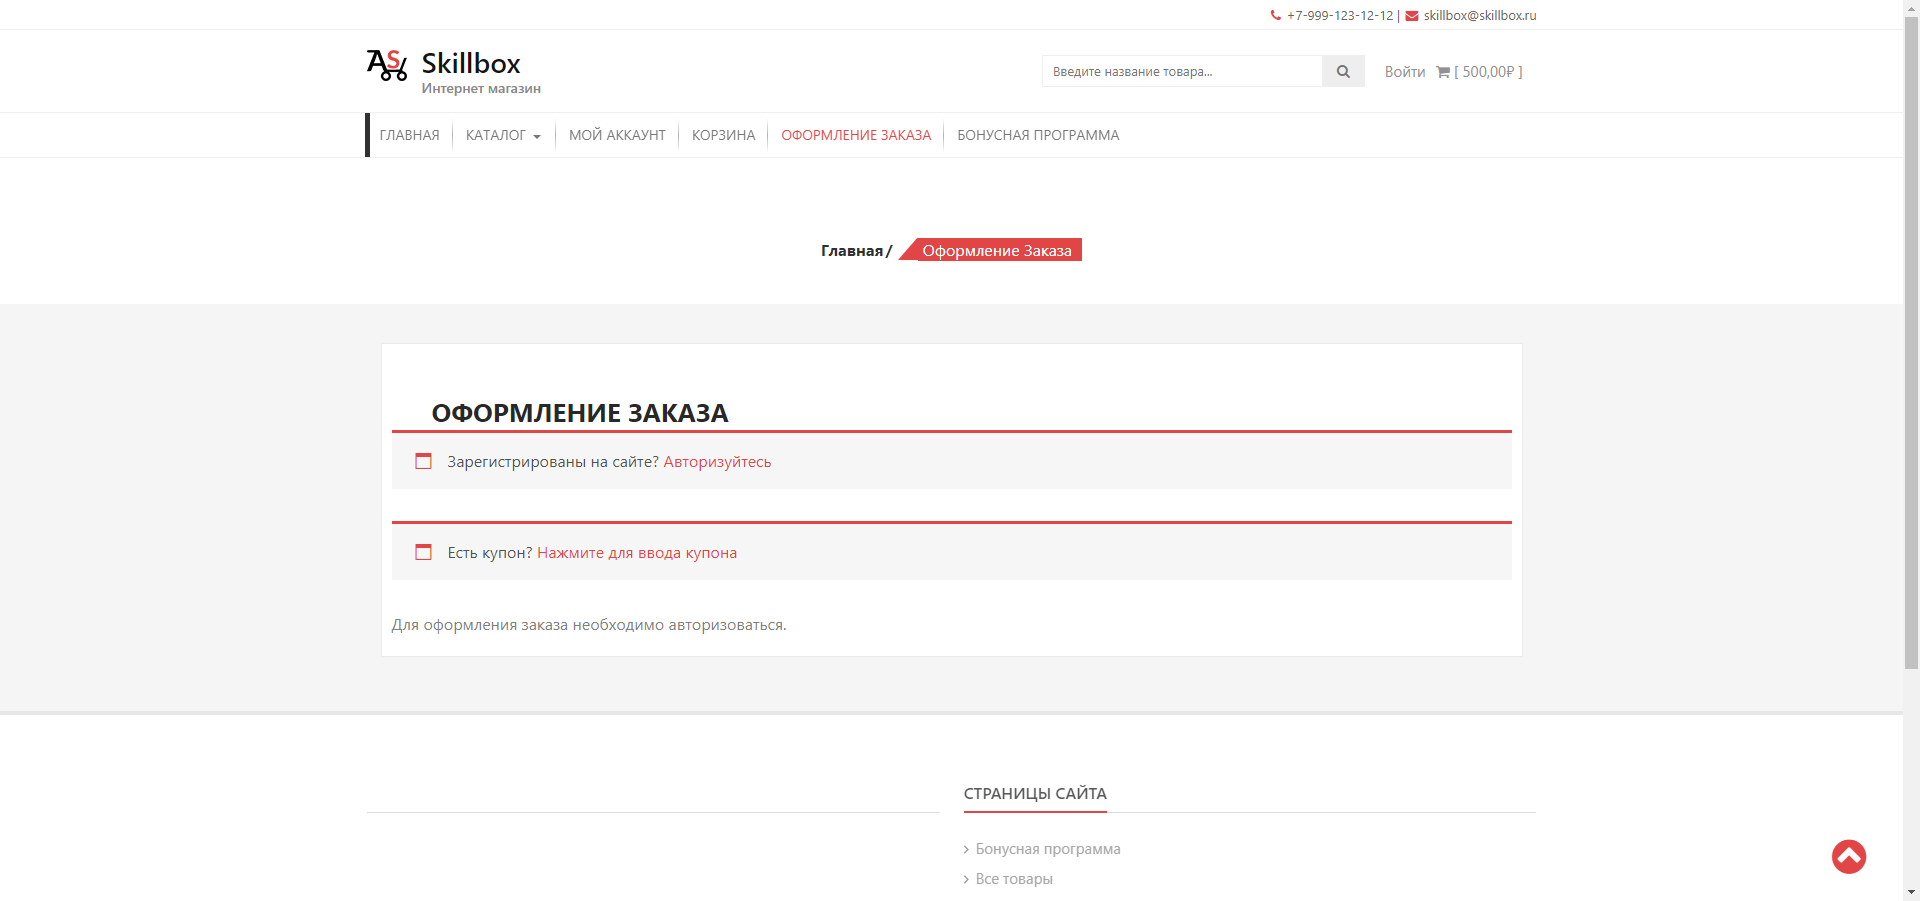 +7-999-123-12-12 | skillbox@skillbox.ru
AS Skillbox
Интернет магазин
Введите название товара...
Войти [ 500,00₽ ]
ГЛАВНАЯ КАТАЛОГ МОЙ АККАУНТ КОРЗИНА ОФОРМЛЕНИЕ ЗАКАЗА БОНУСНАЯ ПРОГРАММА
Главная / Оформление Заказа
ОФОРМЛЕНИЕ ЗАКАЗА
Зарегистрированы на сайте? Авторизуйтесь
Есть купон? Нажмите для ввода купона
Для оформления заказа необходимо авторизоваться.
СТРАНИЦЫ САЙТА
Бонусная программа
Все товары